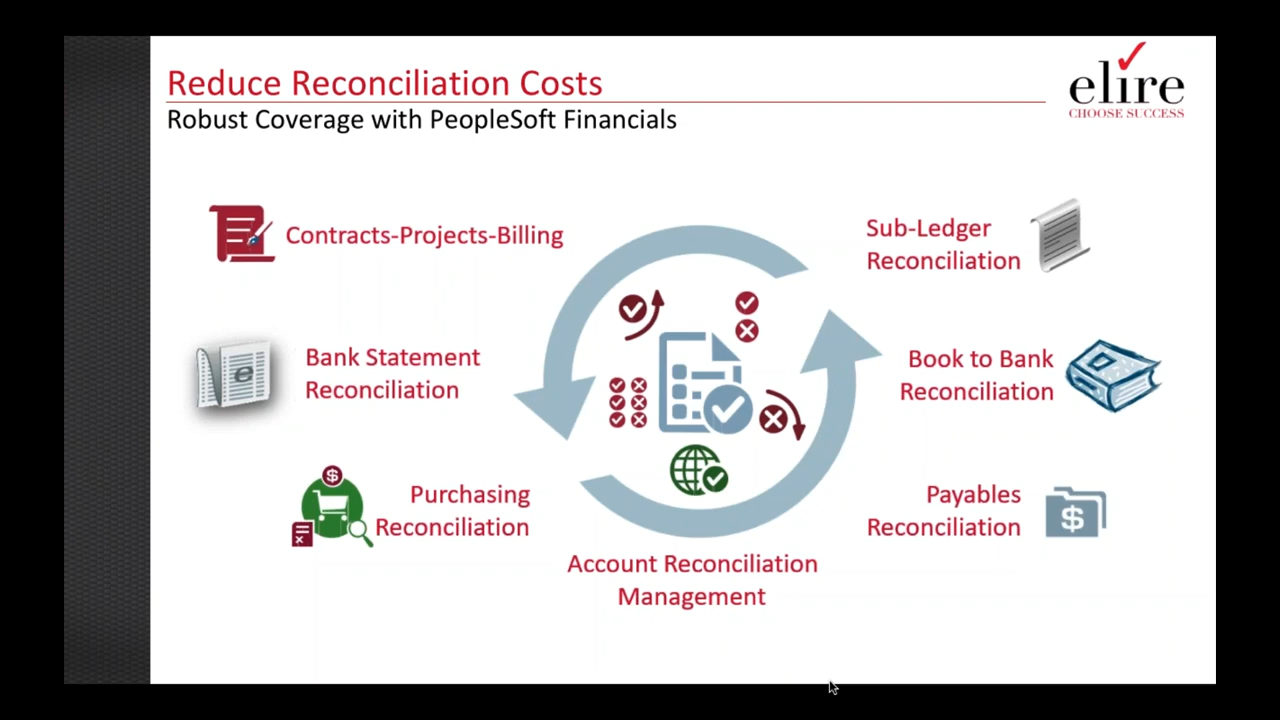 Reduce Reconciliation Costs
Robust Coverage with PeopleSoft Financials
elire
CHOOSE SUCCESS
Contracts-Projects-Billing
Sub-Ledger
Reconciliation
Bank Statement
Reconciliation
e
Book to Bank
Reconciliation
$
Purchasing
Reconciliation
Payables
Reconciliation
$
Account Reconciliation
Management